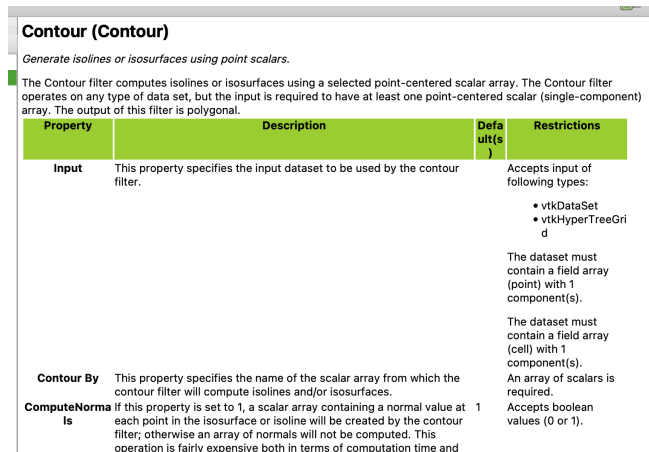 Contour (Contour)
Generate isolines or isosurfaces using point scalars.
The Contour filter computes isolines or isosurfaces using a selected point-centered scalar array. The Contour filter
operates on any type of data set, but the input is required to have at least one point-centered scalar (single-component)
array. The output of this filter is polygonal.
Property Description Defa Restrictions
ult(s
)
Input This property specifies the input dataset to be used by the contour Accepts input of
filter. following types:
• vtkDataSet
• vtkHyperTreeGri
d
The dataset must
contain a field array
(point) with 1
component(s).
The dataset must
contain a field array
(cell) with 1
component(s).
Contour By This property specifies the name of the scalar array from which the An array of scalars is
contour filter will compute isolines and/or isosurfaces. required.
ComputeNorma If this property is set to 1, a scalar array containing a normal value at 1 Accepts boolean
ls each point in the isosurface or isoline will be created by the contour values (0 or 1).
filter; otherwise an array of normals will not be computed. This
operation is fairly expensive both in terms of computation time and